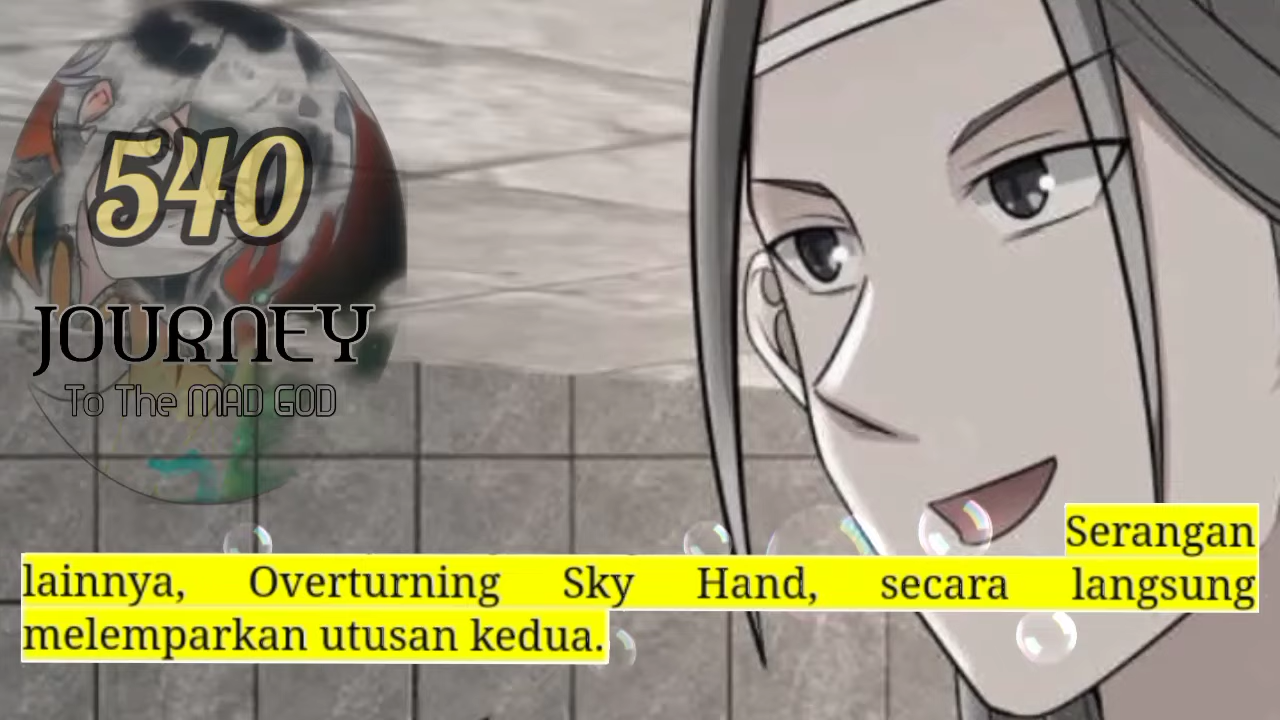 540
JOURNEY
To The MAD GOD
Serangan
lainnya, Overturning Sky Hand, secara langsung
melemparkan utusan kedua.